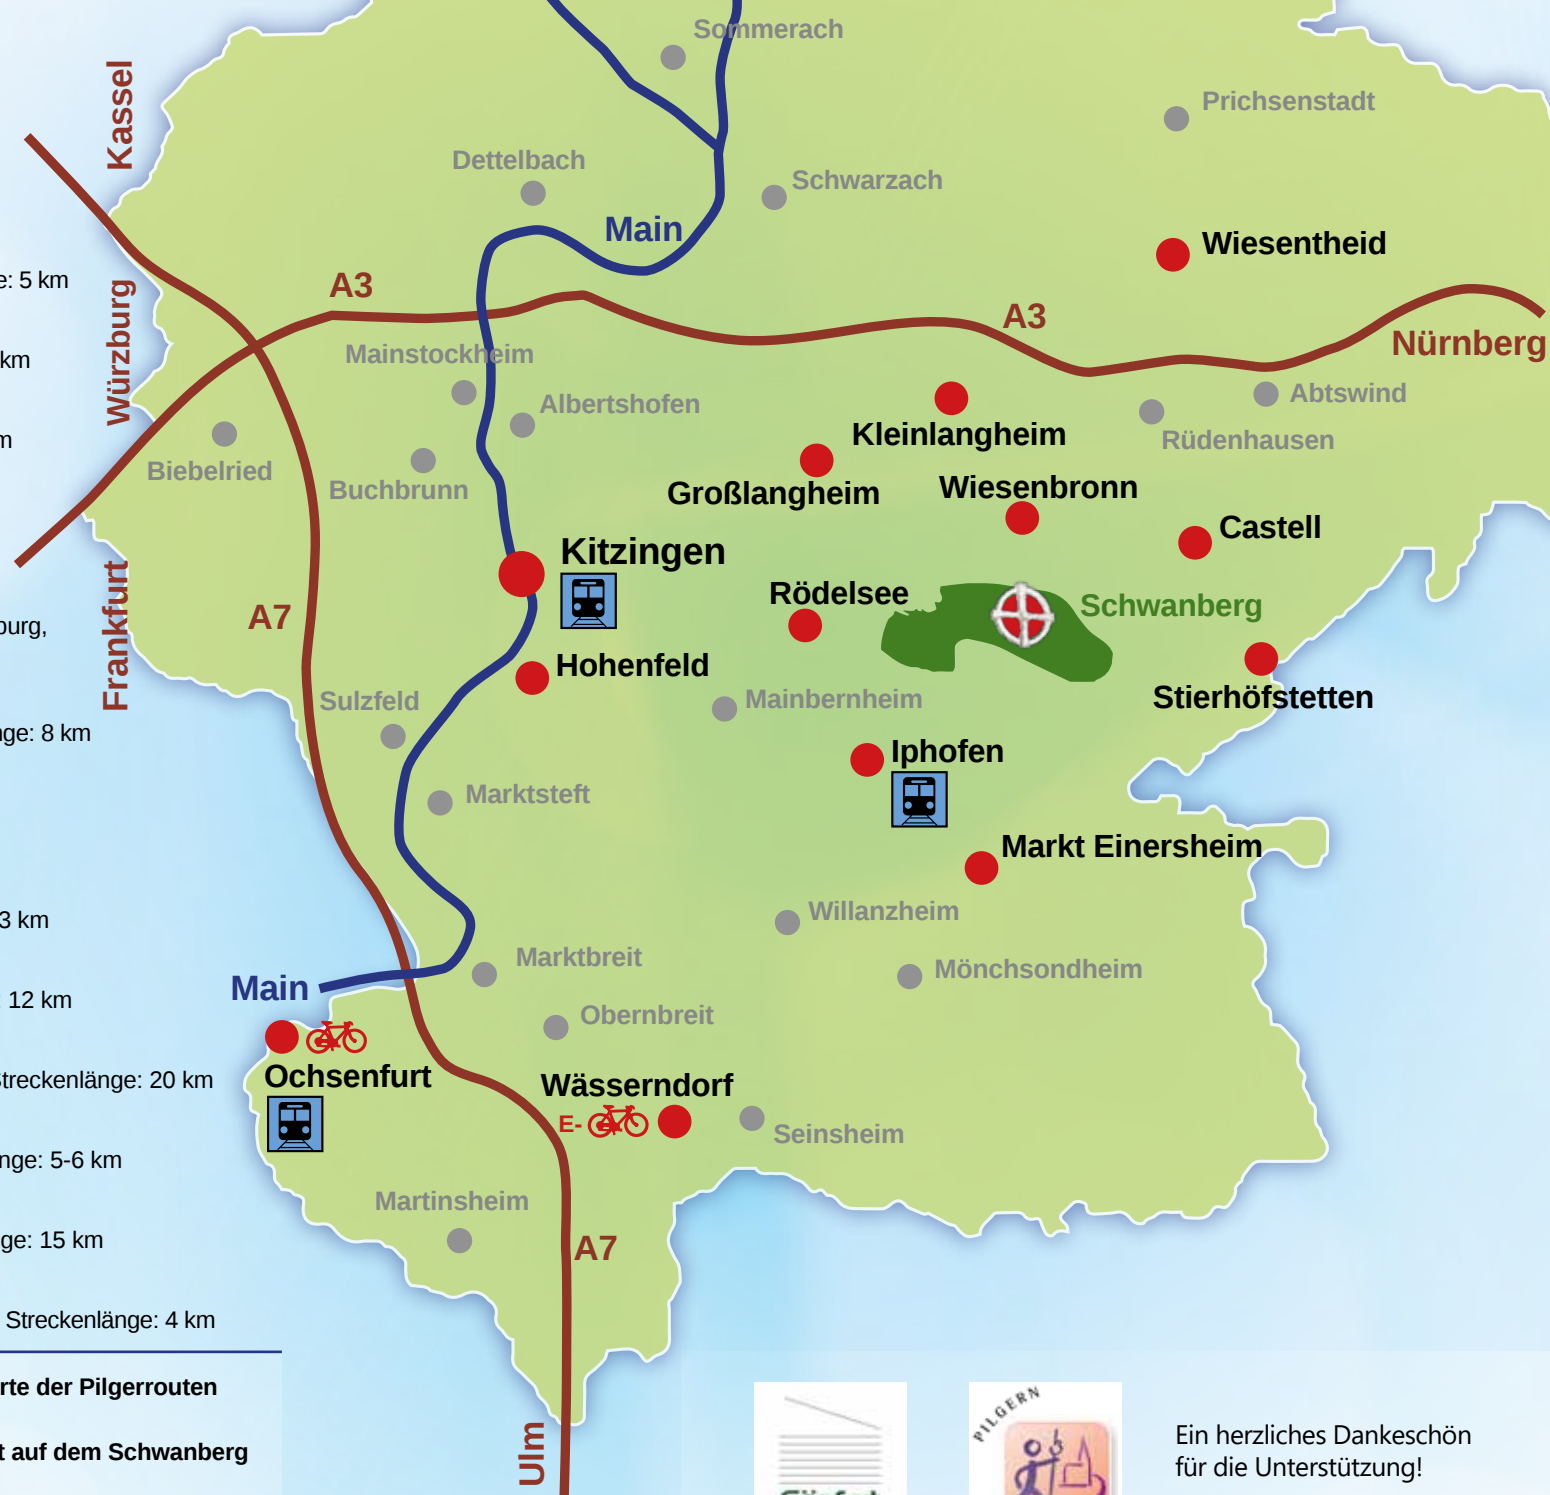 Sommerach
Kassel
Prichsenstadt
Dettelbach
Schwarzach
Main
Wiesentheid
e: 5 km
A3
A3
Würzburg
Nürnberg
Mainstockheim
km
Abtswind
Albertshofen
Kleinlangheim
Rüdenhausen
m
Biebelried
Buchbrunn
Großlangheim
Wiesenbronn
Castell
Kitzingen
Rödelsee
Schwanberg
A7
burg,
Frankfurt
Hohenfeld
Stierhöfstetten
Sulzfeld
Mainbernheim
nge: 8 km
Iphofen
Marktsteft
Markt Einersheim
3 km
Willanzheim
Marktbreit
Mönchsondheim
Main
12 km
Obernbreit
Ochsenfurt
Streckenlänge: 20 km
Wässerndorf
E-
Seinsheim
nge: 5-6 km
Martinsheim
ge: 15 km
A7
Streckenlänge: 4 km
rte der Pilgerrouten
t auf dem Schwanberg
Ulm
PILGERN
Ein herzliches Dankeschön
für die Unterstützung!